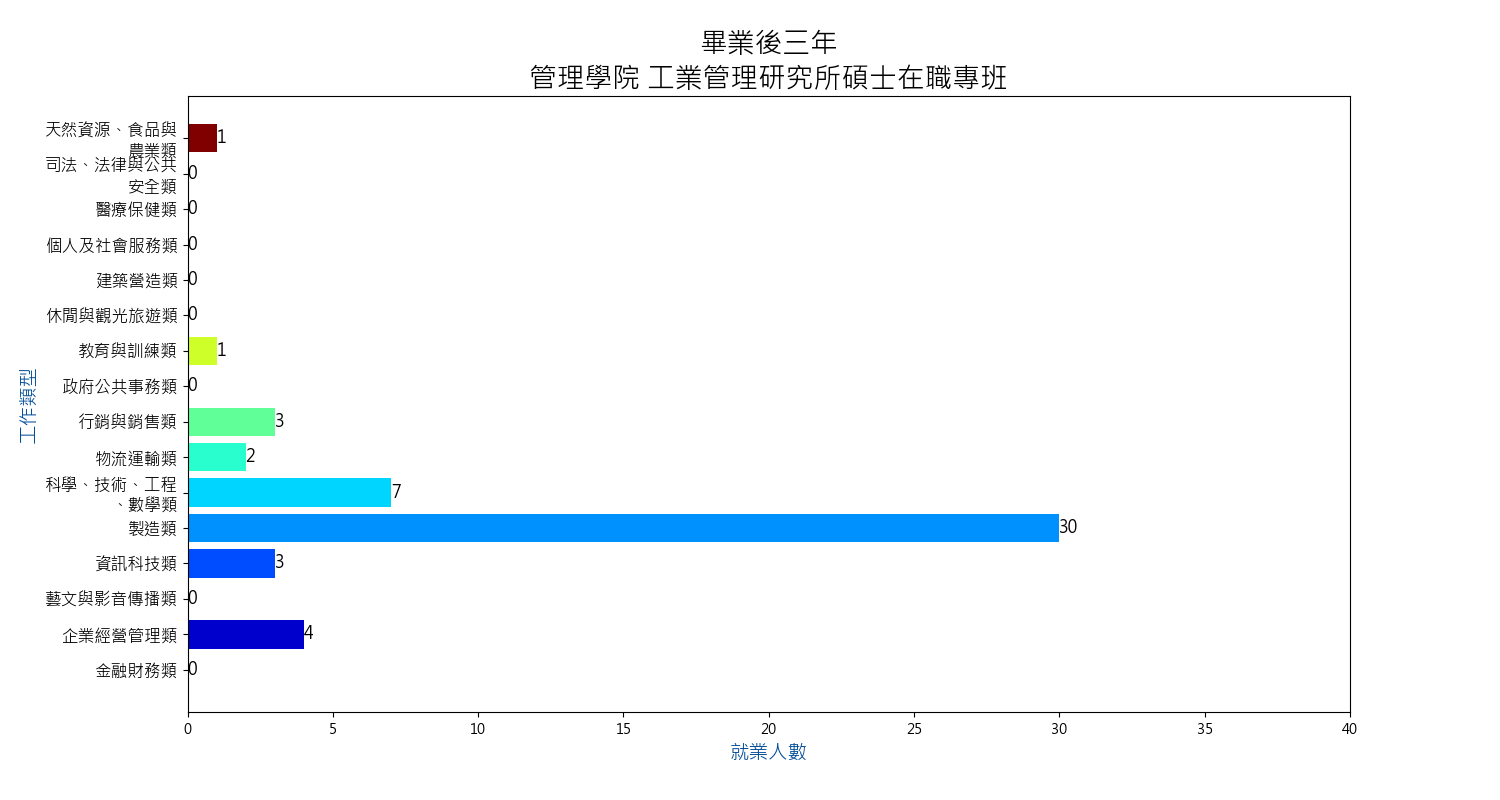 畢業後三年
管理學院 工業管理研究所碩士在職專班
天然資源、食品與
農業類
1
司法、法律與公共
安全類
0
醫療保健類
0
個人及社會服務類
0
建築營造類
0
休閒與觀光旅遊類
0
教育與訓練類
1
政府公共事務類
0
行銷與銷售類
3
物流運輸類
2
科學、技術、工程
、數學類
7
製造類
30
資訊科技類
3
藝文與影音傳播類
0
企業經營管理類
4
金融財務類
0
工作類型
0 5 10 15 20 25 30 35 40
就業人數